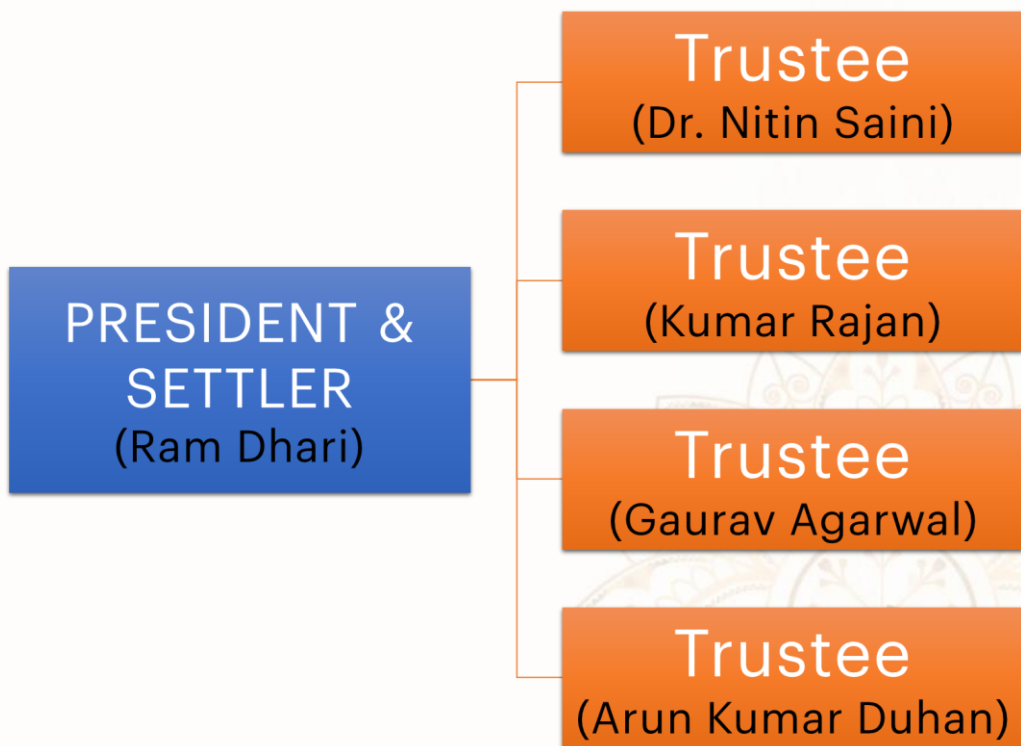 PRESIDENT &
SETTLER
(Ram Dhari)
Trustee
(Dr. Nitin Saini)
Trustee
(Kumar Rajan)
Trustee
(Gaurav Agarwal)
Trustee
(Arun Kumar Duhan)